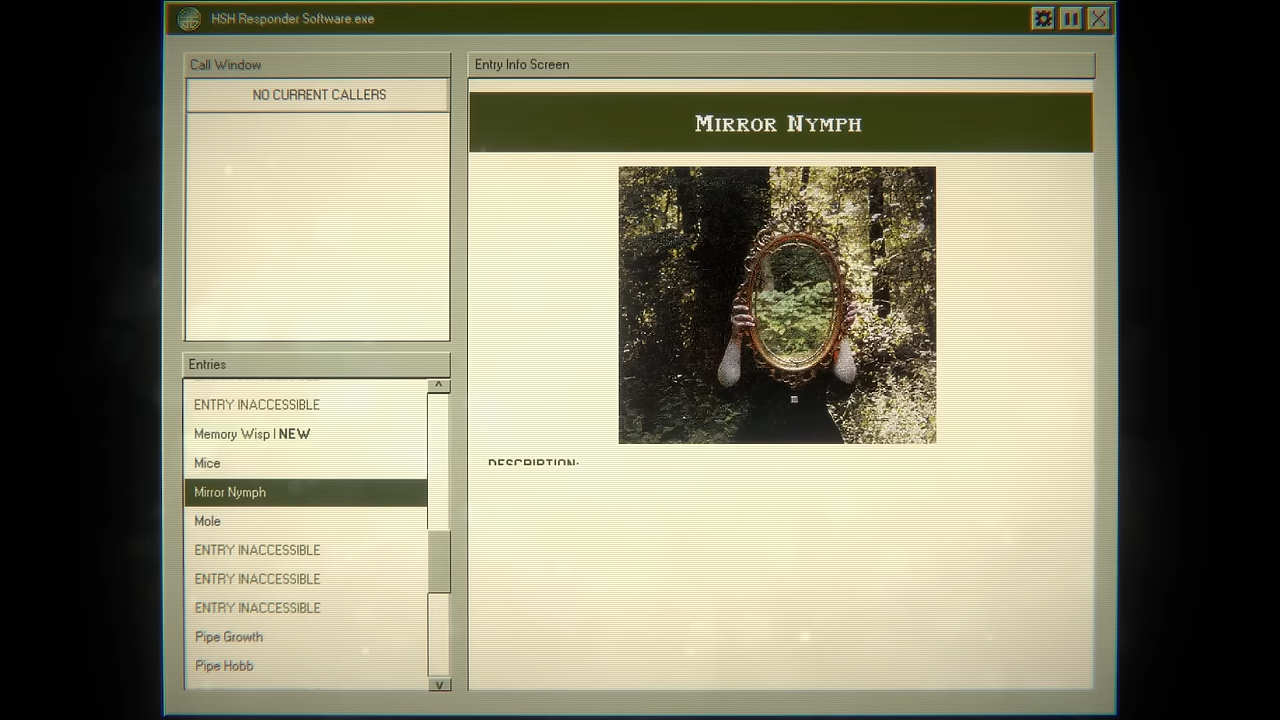 HSH Responder Software.exe
Call Window
NO CURRENT CALLERS
Entries
ENTRY INACCESSIBLE
Memory Wisp | NEW
Mice
Mirror Nymph
Mole
ENTRY INACCESSIBLE
ENTRY INACCESSIBLE
ENTRY INACCESSIBLE
Pipe Growth
Pipe Hobb
Entry Info Screen
Mirror Nymph
DESCRIPTION: